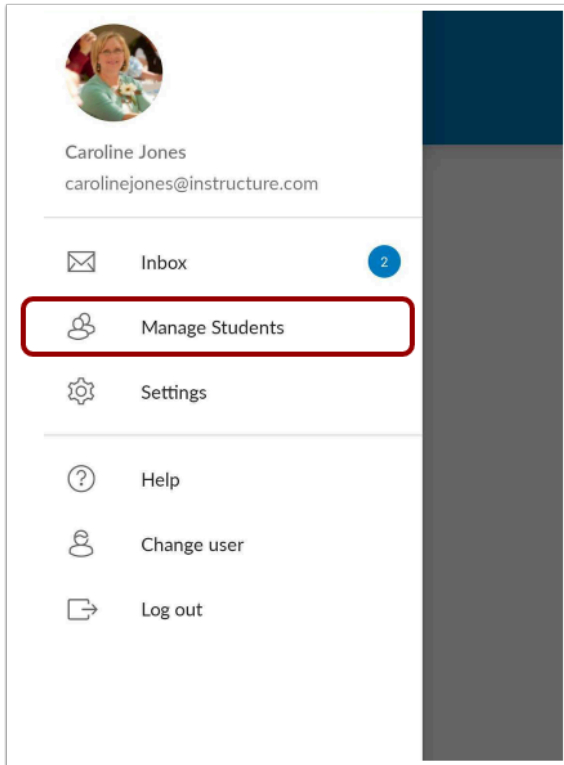 Caroline Jones
carolinejones@instructure.com
Inbox
2
Manage Students
Settings
Help
Change user
Log out